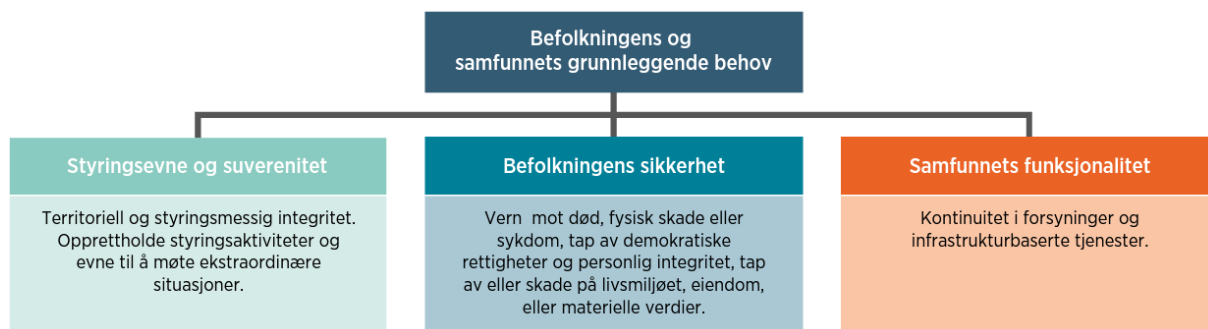 Befolkningens og
samfunnets grunnleggende behov
Styringsevne og suverenitet
Territoriell og styringsmessig integritet.
Opprettholde styringsaktiviteter og
evne til å møte ekstraordinære
situasjoner.
Befolkningens sikkerhet
Vern mot død, fysisk skade eller
sykdom, tap av demokratiske
rettigheter og personlig integritet, tap
av eller skade på livsmiljøet, eiendom,
eller materielle verdier.
Samfunnets funksjonalitet
Kontinuitet i forsyninger og
infrastrukturbaserte tjenester.